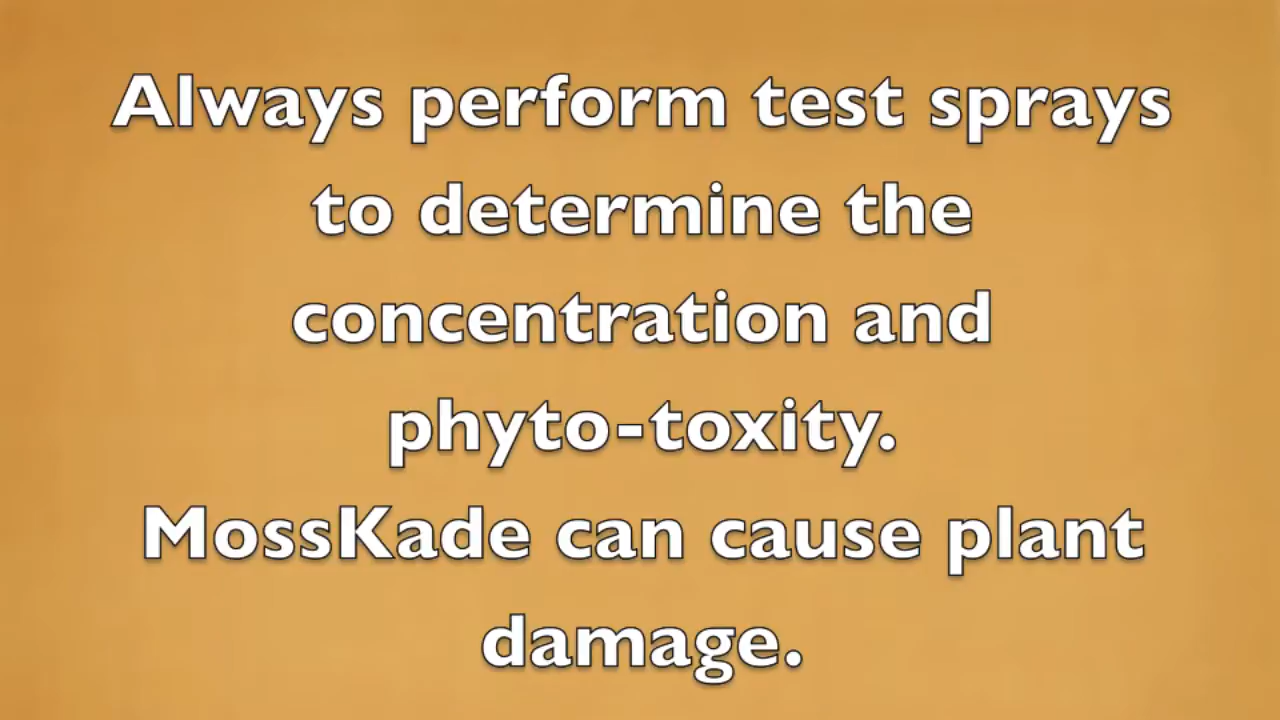 Always perform test sprays
to determine the
concentration and
phyto-toxity.
MossKade can cause plant
damage.